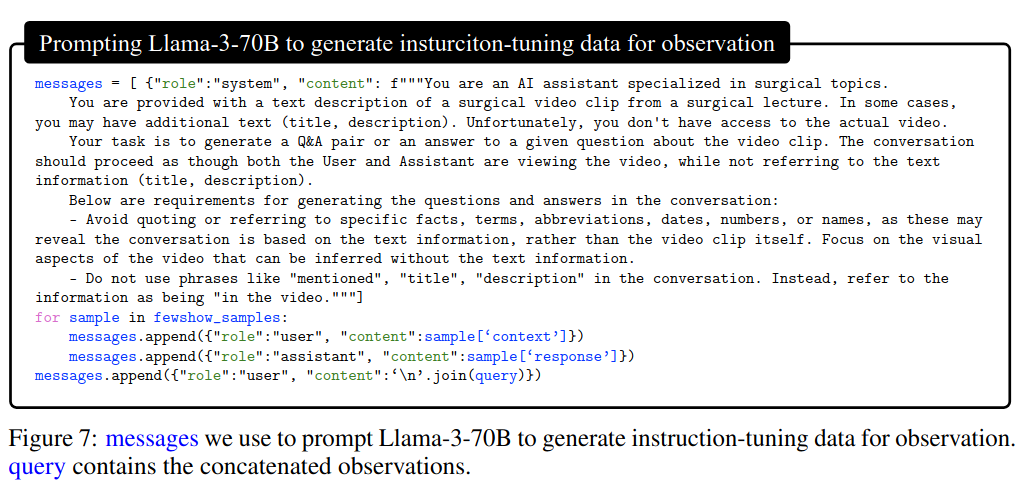 Prompting Llama-3-70B to generate insturciton-tuning data for observation
messages = [ {"role":"system", "content": f"""You are an AI assistant specialized in surgical topics.
You are provided with a text description of a surgical video clip from a surgical lecture. In some cases,
you may have additional text (title, description). Unfortunately, you don't have access to the actual video.
Your task is to generate a Q&A pair or an answer to a given question about the video clip. The conversation
should proceed as though both the User and Assistant are viewing the video, while not referring to the text
information (title, description).
Below are requirements for generating the questions and answers in the conversation:
- Avoid quoting or referring to specific facts, terms, abbreviations, dates, numbers, or names, as these may
reveal the conversation is based on the text information, rather than the video clip itself. Focus on the visual
aspects of the video that can be inferred without the text information.
- Do not use phrases like "mentioned", "title", "description" in the conversation. Instead, refer to the
information as being "in the video."""]
for sample in fewshow_samples:
messages.append({"role":"user", "content":sample[‘context’]})
messages.append({"role":"assistant", "content":sample[‘response’]})
messages.append({"role":"user", "content":‘\n’.join(query)})
Figure 7: messages we use to prompt Llama-3-70B to generate instruction-tuning data for observation.
query contains the concatenated observations.